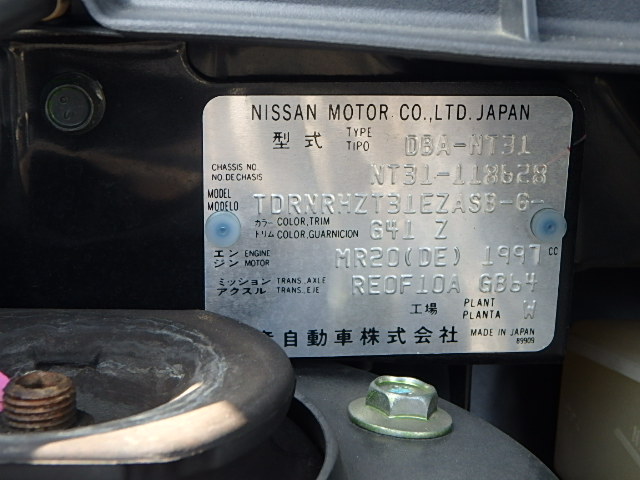 NISSAN MOTOR CO.,LTD. JAPAN
型式 TYPE TIPO DBA-NT31
CHASSIS NO. NO.DE CHASIS NT31-118628
MODEL MODELO
カラー COLOR,TRIM トリム COLOR,GUARNICION G41 Z
エンジン ENGINE MOTOR MR20(DE) 1997 CC
ミッション TRANS.,AXLE アクスル TRANS.,EJE RE0F10A GB64
工場 PLANT PLANTA W
産自動車株式会社 MADE IN JAPAN
89909